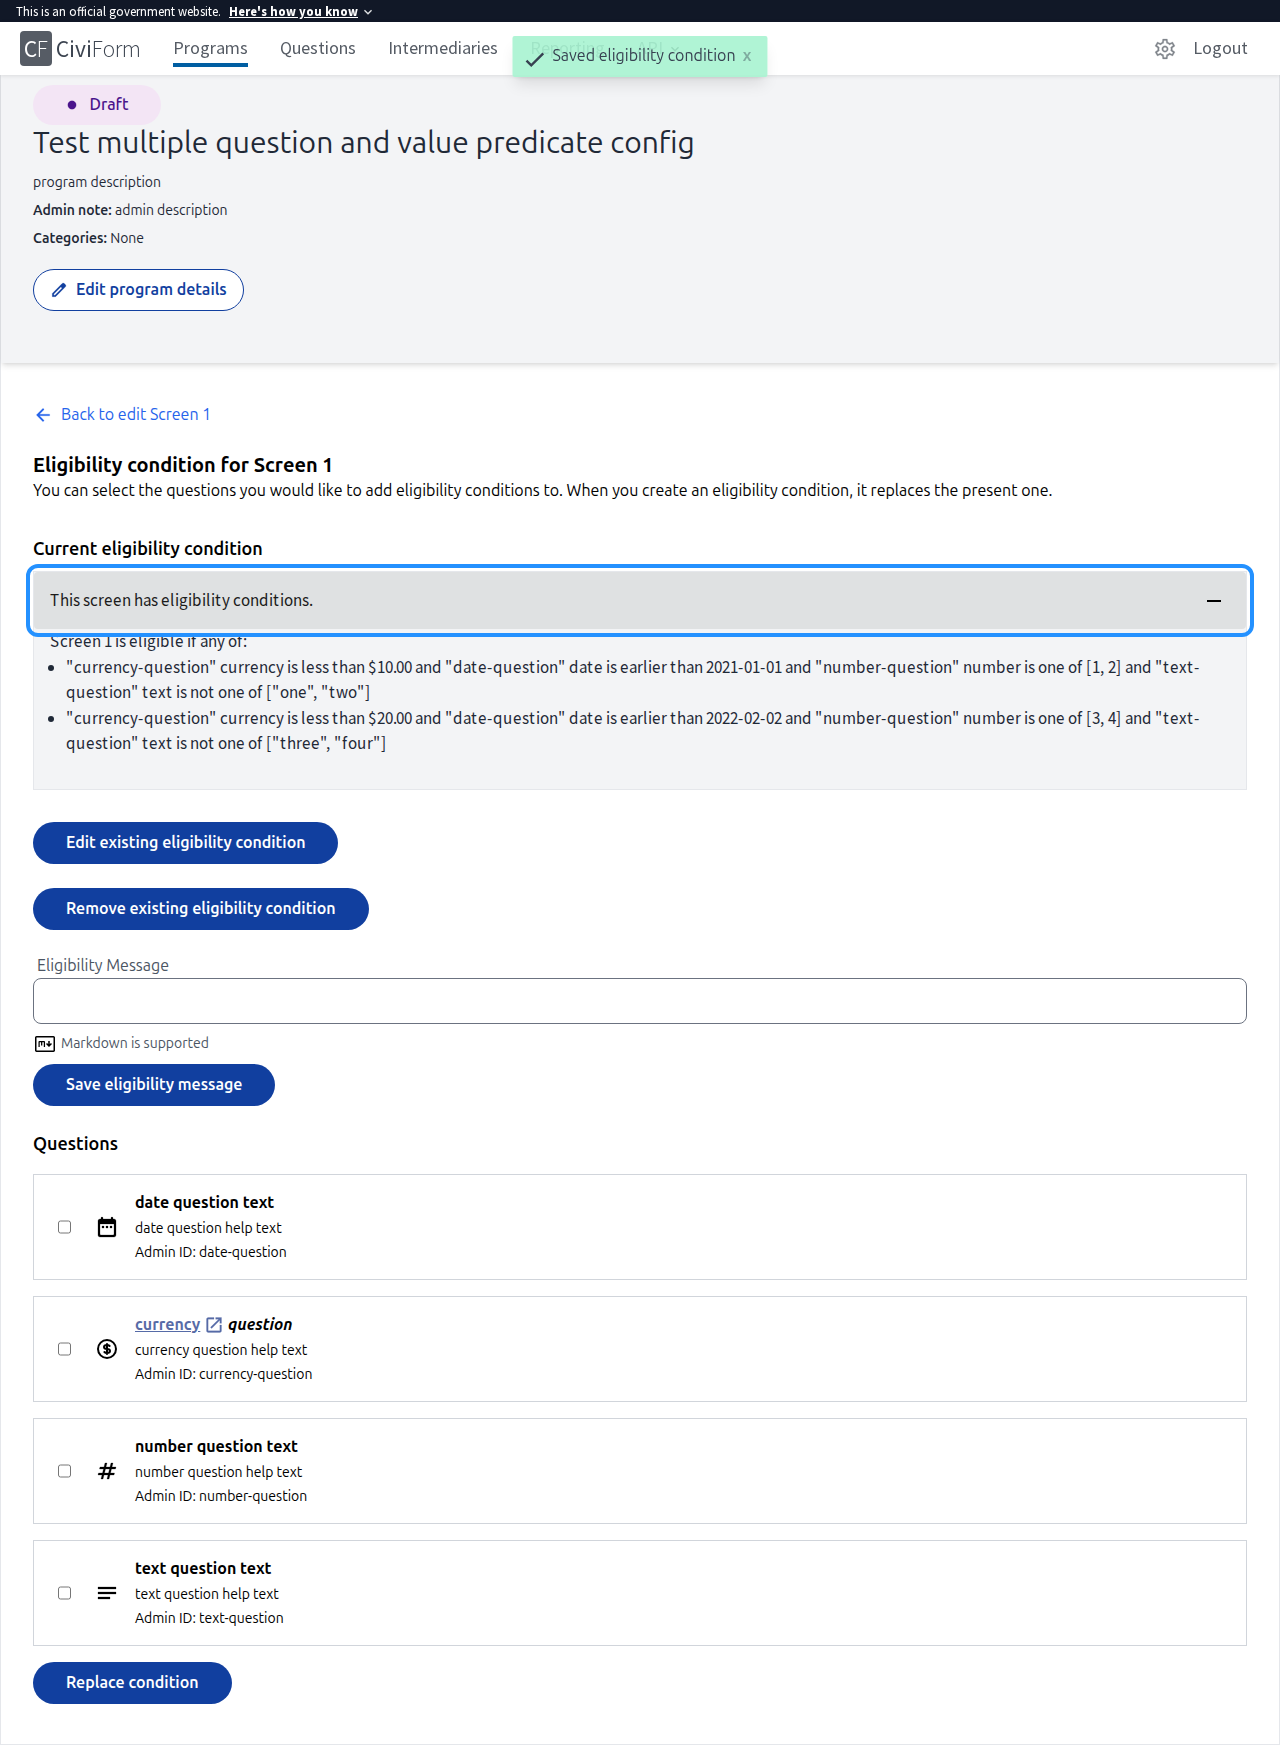 This is an official government website. Here's how you know
CF CiviForm Programs Questions Intermediaries Reporting API Logout
Saved eligibility condition x
Draft
Test multiple question and value predicate config
program description
Admin note: admin description
Categories: None
Edit program details
Back to edit Screen 1
Eligibility condition for Screen 1
You can select the questions you would like to add eligibility conditions to. When you create an eligibility condition, it replaces the present one.
Current eligibility condition
This screen has eligibility conditions.
Screen 1 is eligible if any of:
"currency-question" currency is less than $10.00 and "date-question" date is earlier than 2021-01-01 and "number-question" number is one of [1, 2] and "text-
question" text is not one of ["one", "two"]
"currency-question" currency is less than $20.00 and "date-question" date is earlier than 2022-02-02 and "number-question" number is one of [3, 4] and "text-
question" text is not one of ["three", "four"]
Edit existing eligibility condition
Remove existing eligibility condition
Eligibility Message
Markdown is supported
Save eligibility message
Questions
date question text
date question help text
Admin ID: date-question
currency question
currency question help text
Admin ID: currency-question
number question text
number question help text
Admin ID: number-question
text question text
text question help text
Admin ID: text-question
Replace condition